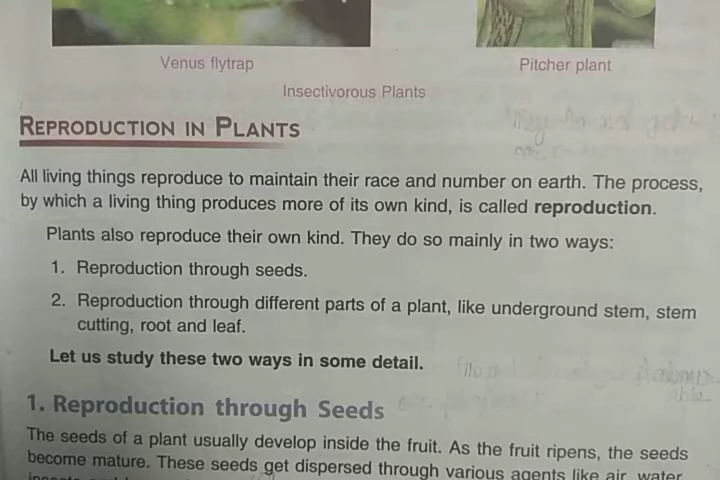 Venus flytrap
Pitcher plant
Insectivorous Plants
REPRODUCTION IN PLANTS
All living things reproduce to maintain their race and number on earth. The process,
by which a living thing produces more of its own kind, is called reproduction.
Plants also reproduce their own kind. They do so mainly in two ways:
1. Reproduction through seeds.
2. Reproduction through different parts of a plant, like underground stem, stem
cutting, root and leaf.
Let us study these two ways in some detail.
1. Reproduction through Seeds
The seeds of a plant usually develop inside the fruit. As the fruit ripens, the seeds
become mature. These seeds get dispersed through various agents like air, water,